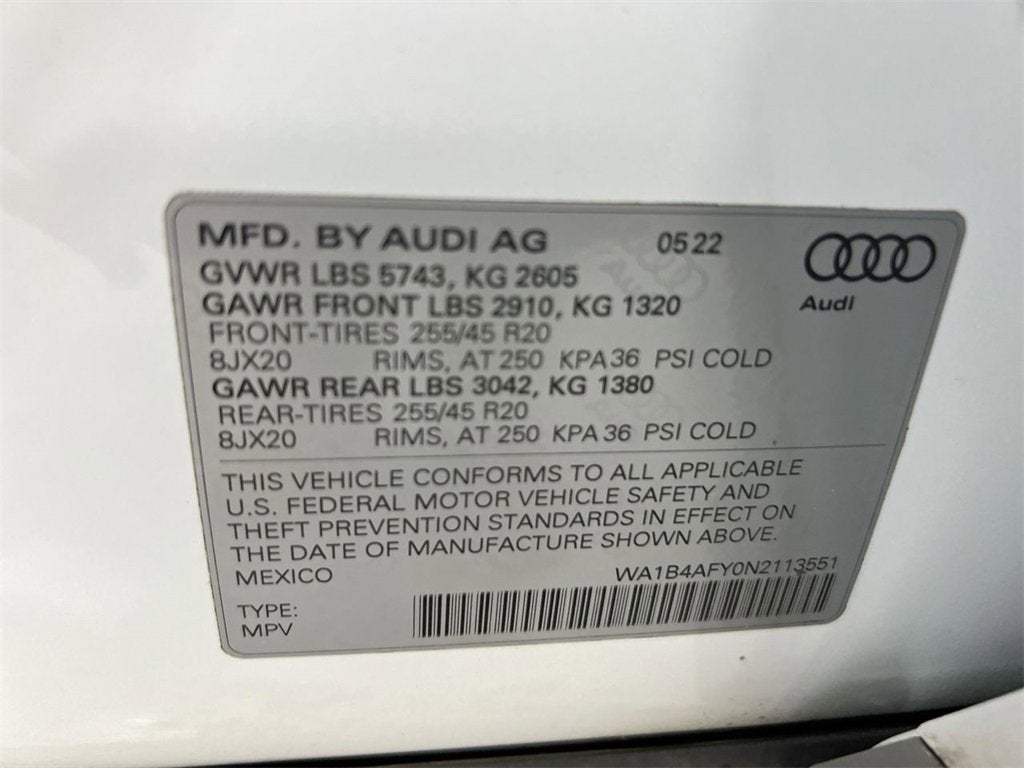 MFD. BY AUDI AG 05 22
Audi
GVWR LBS 5743, KG 2605
GAWR FRONT LBS 2910, KG 1320
FRONT-TIRES 255/45 R20
8JX20 RIMS, AT 250 KPA 36 PSI COLD
GAWR REAR LBS 3042, KG 1380
REAR-TIRES 255/45 R20
8JX20 RIMS, AT 250 KPA 36 PSI COLD
THIS VEHICLE CONFORMS TO ALL APPLICABLE
U.S. FEDERAL MOTOR VEHICLE SAFETY AND
THEFT PREVENTION STANDARDS IN EFFECT ON
THE DATE OF MANUFACTURE SHOWN ABOVE.
MEXICO WA1B4AFY0N2113551
TYPE:
MPV